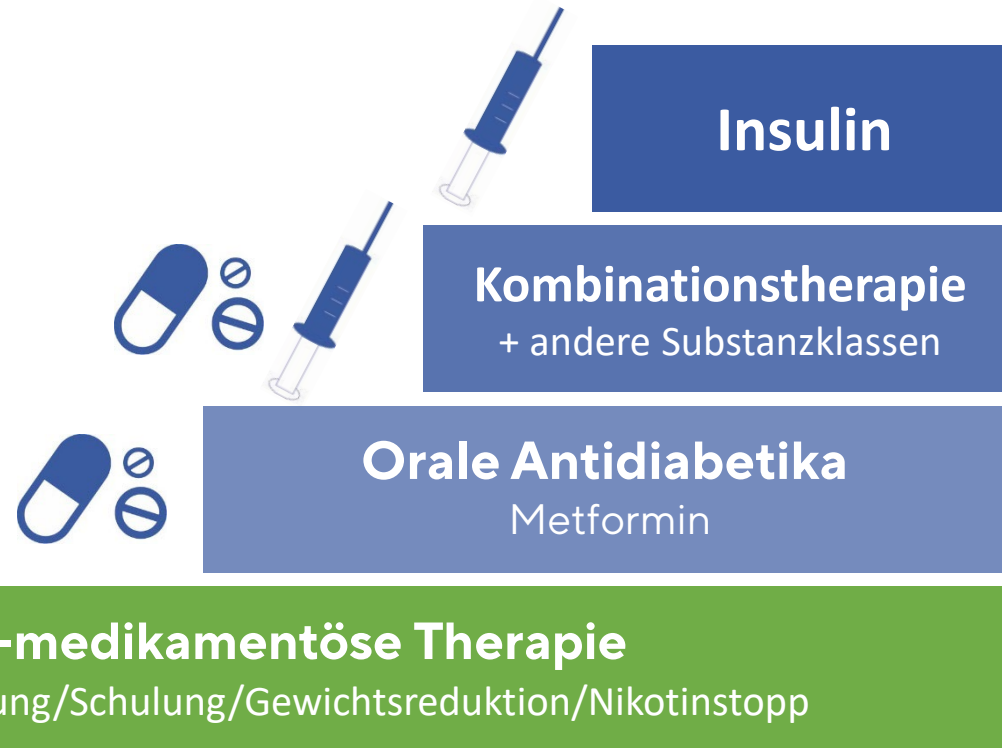 Insulin
Kombinationstherapie
+ andere Substanzklassen
Orale Antidiabetika
Metformin
-medikamentöse Therapie
ung/Schulung/Gewichtsreduktion/Nikotinstopp